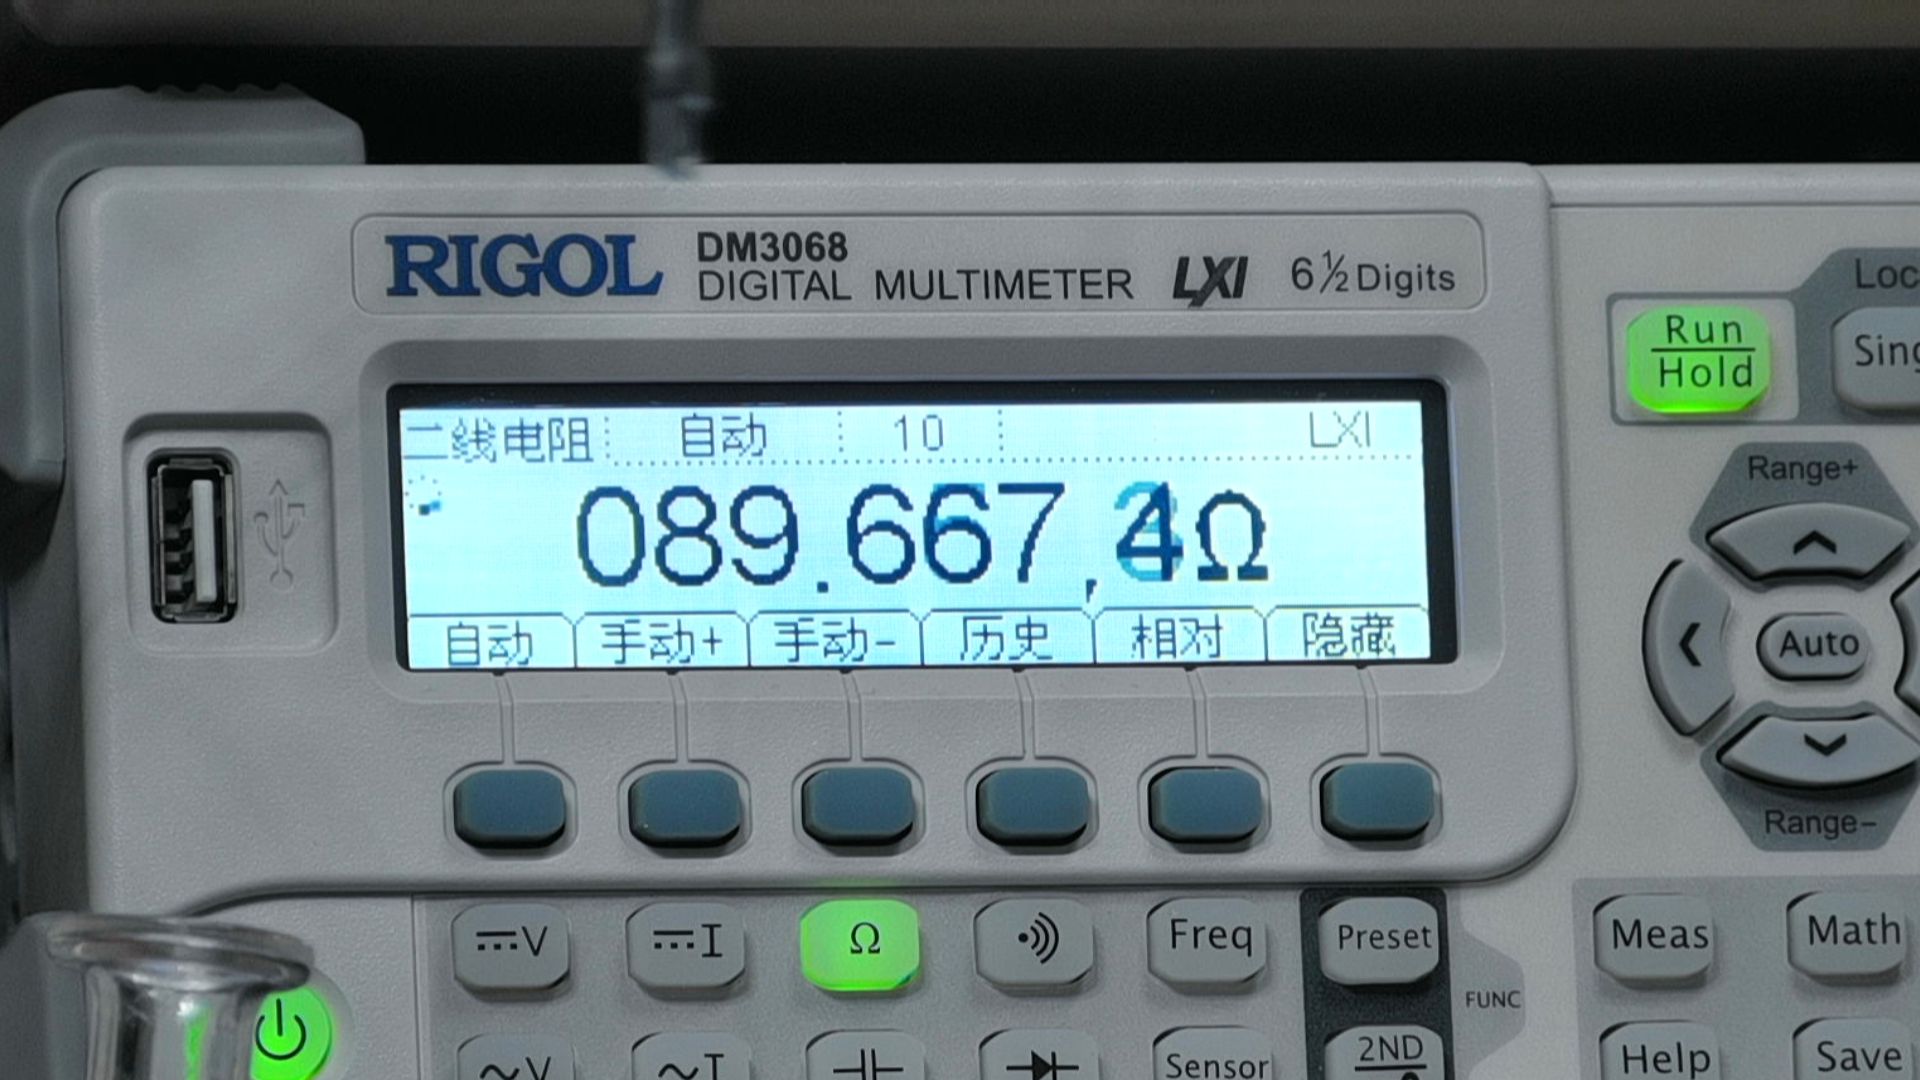 RIGOL DM3068 DIGITAL MULTIMETER LXI 6½Digits
Run
Hold
二线电阻 自动 10 LXI
089.667,4Ω
自动 手动+ 手动- 历史 相对 隐藏
Range+
Auto
Range-
V I Ω Freq Preset Meas Math
FUNC
V I Sensor 2ND Help Save